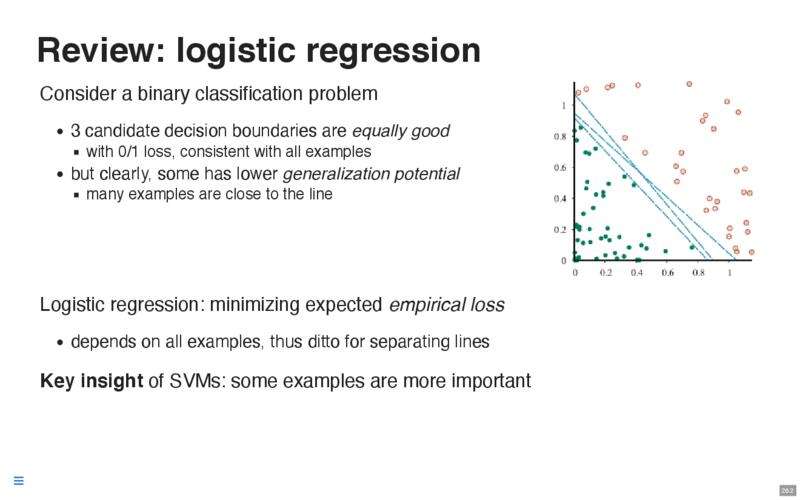 Review: logistic regression
Consider a binary classification problem
3 candidate decision boundaries are equally good
with 0/1 loss, consistent with all examples
but clearly, some has lower generalization potential
many examples are close to the line
1
0.8
0.6
0.4
0.2
0
0 0.2 0.4 0.6 0.8 1
Logistic regression: minimizing expected empirical loss
depends on all examples, thus ditto for separating lines
Key insight of SVMs: some examples are more important
26.2